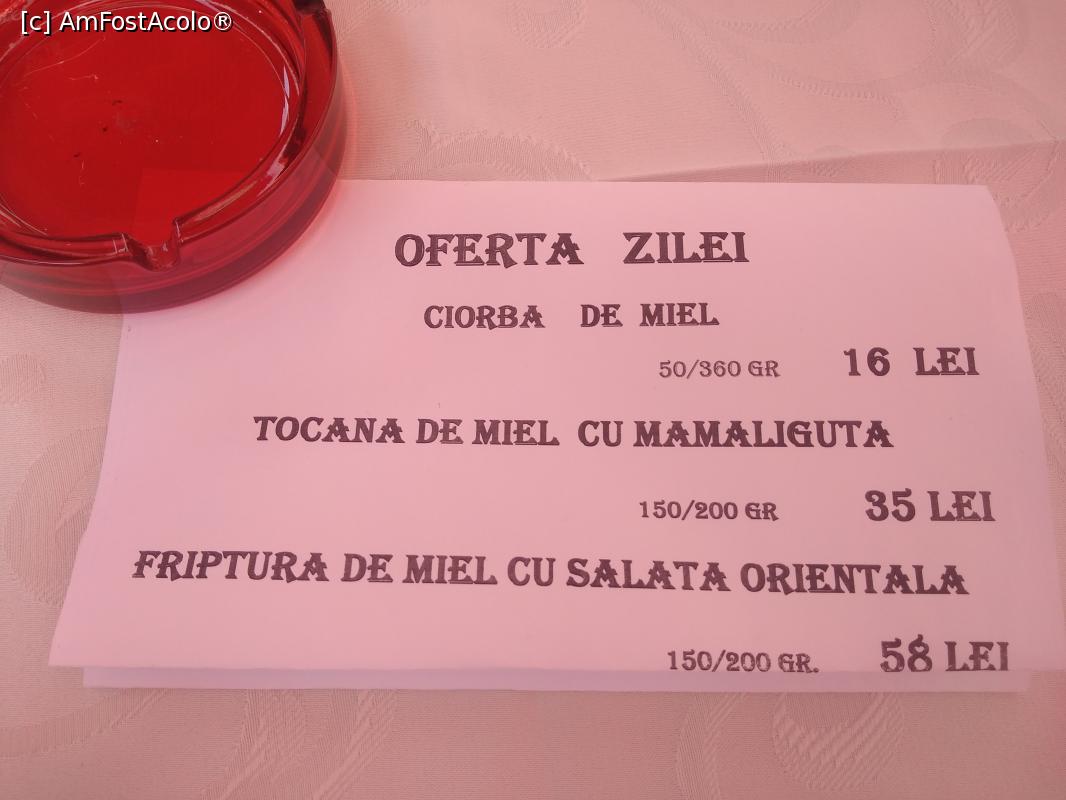 [c] AmFostAcolo®
OFERTA ZILEI
CIORBA DE MIEL
50/360 GR 16 LEI
TOCANA DE MIEL CU MAMALIGUTA
150/200 GR 35 LEI
FRIPTURA DE MIEL CU SALATA ORIENTALA
150/200 GR. 58 LEI